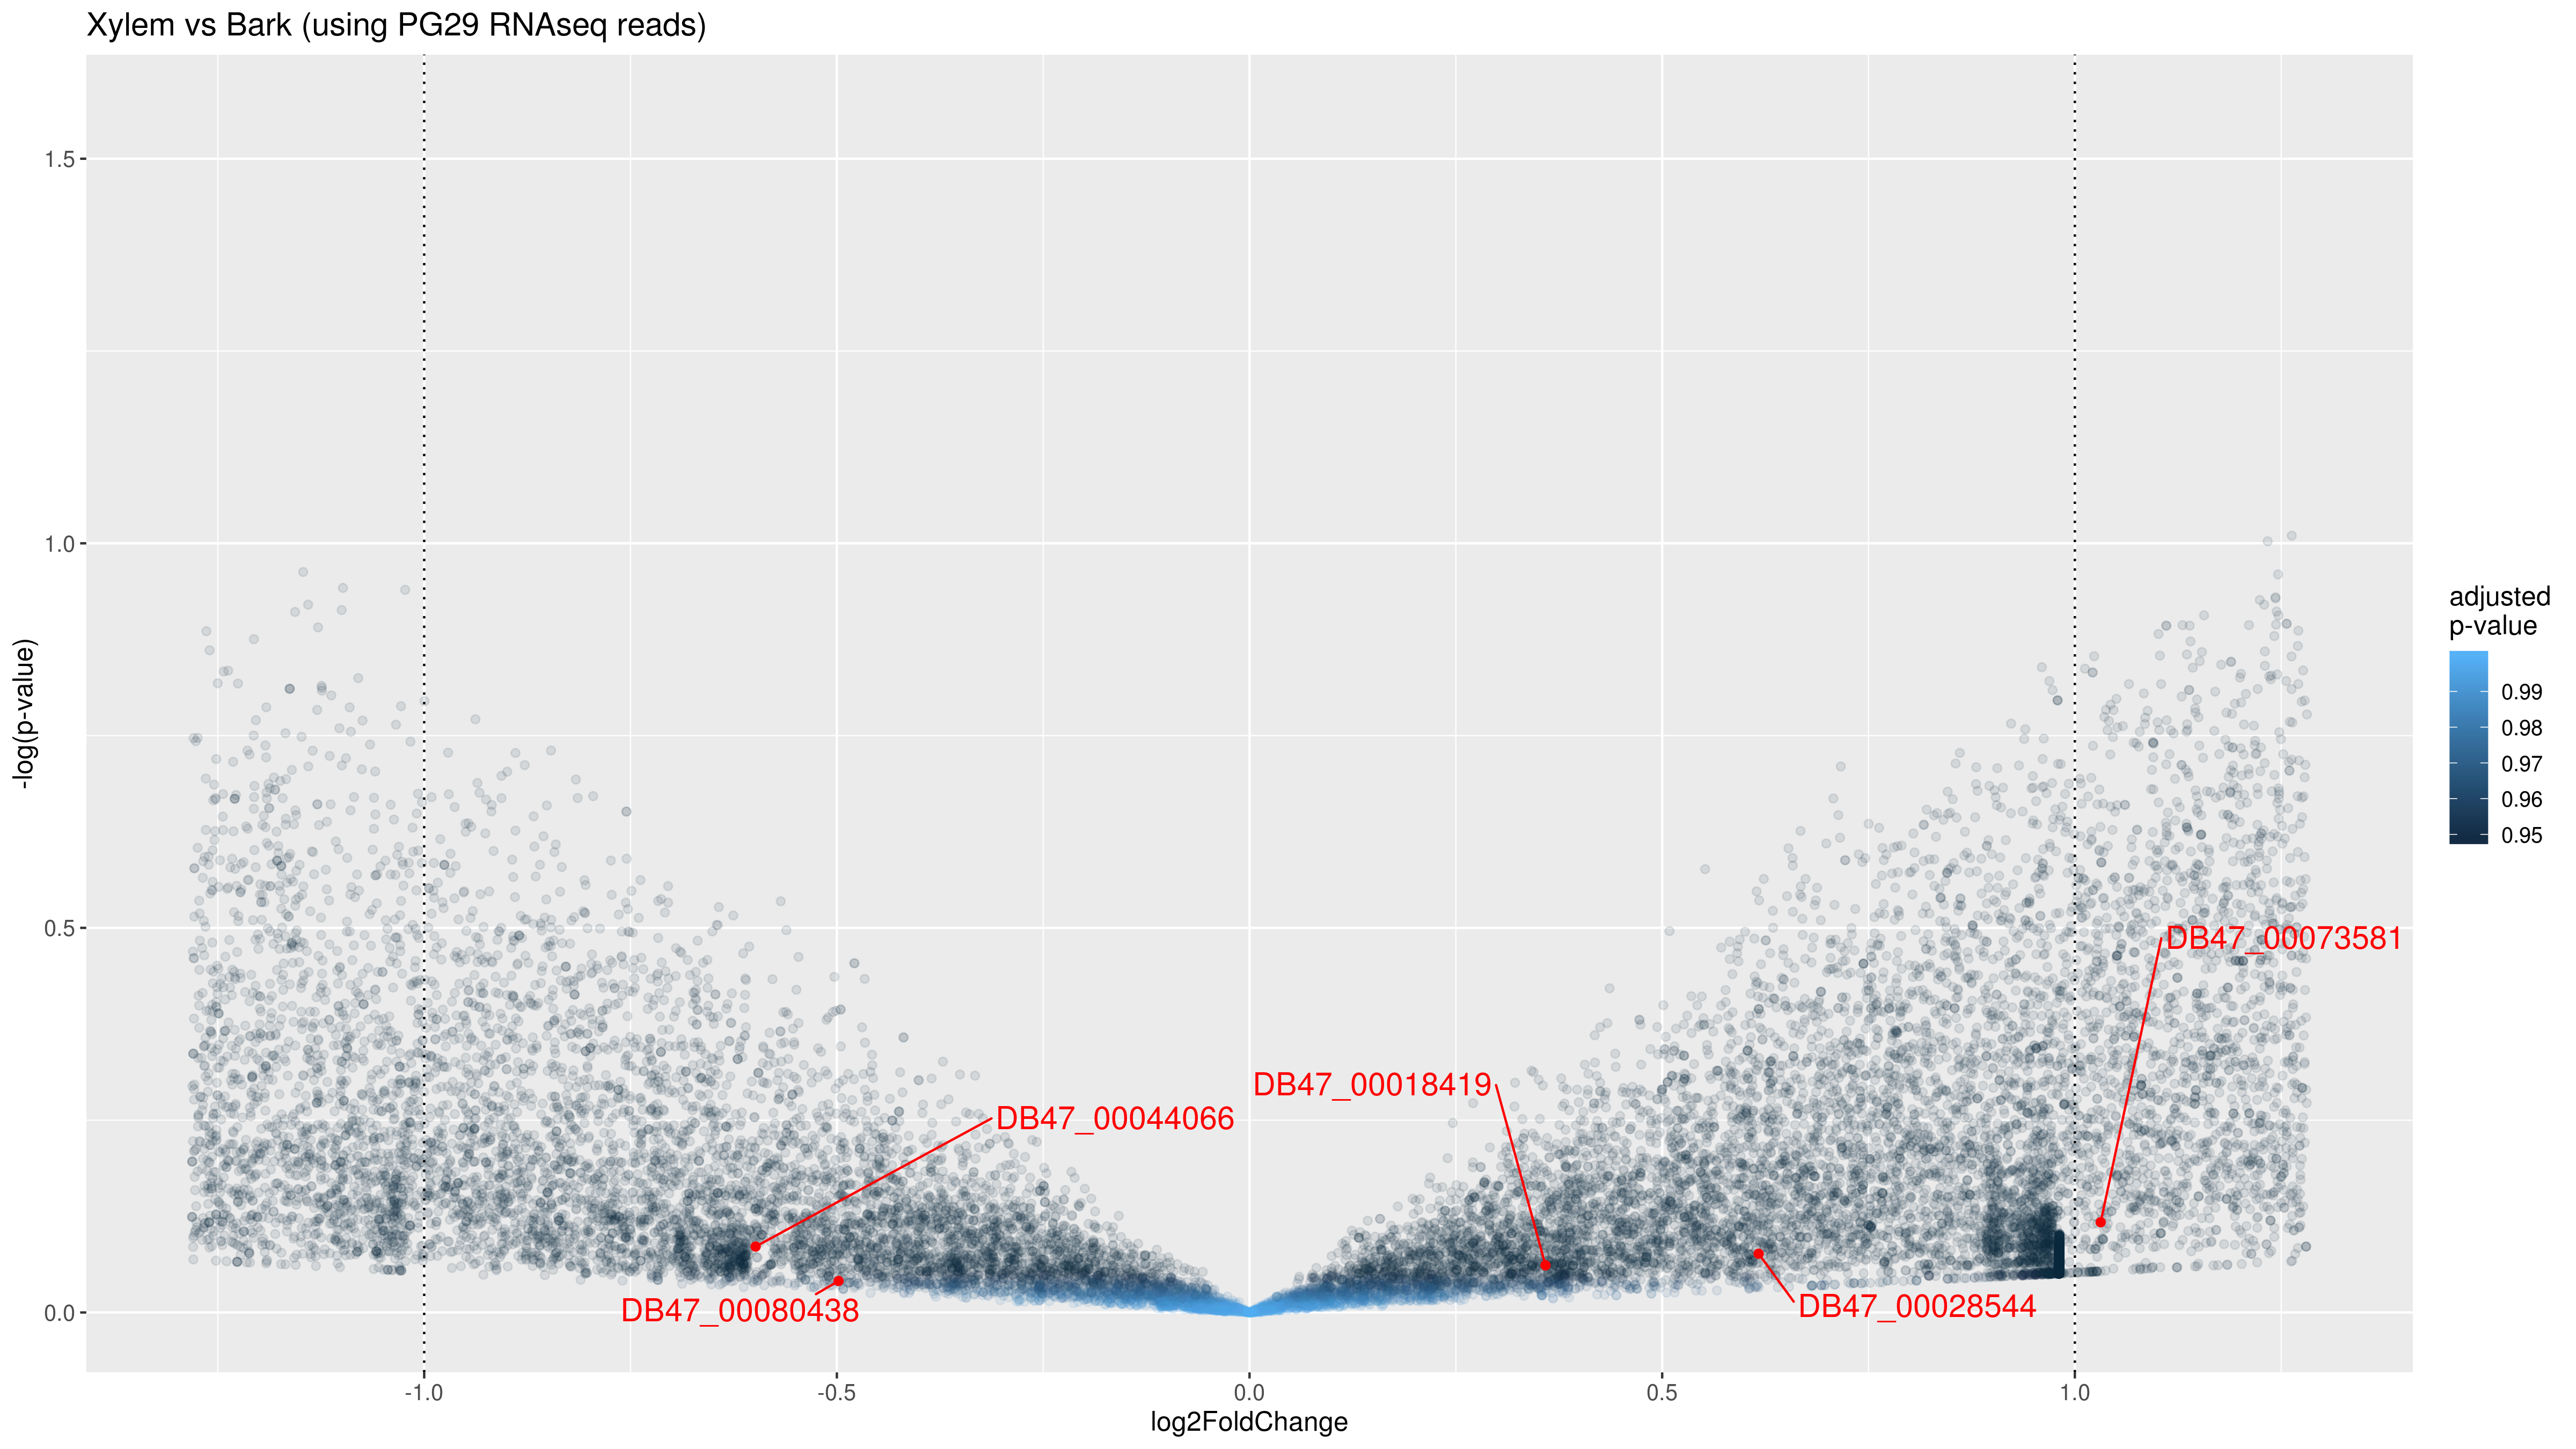 Xylem vs Bark (using PG29 RNAseq reads)
-log(p-value)
1.5
1.0
0.5
0.0
DB47_00073581
DB47_00018419
DB47_00044066
DB47_00028544
DB47_00080438
-1.0
-0.5
0.0
0.5
1.0
log2FoldChange
adjusted
p-value
0.99
0.98
0.97
0.96
0.95